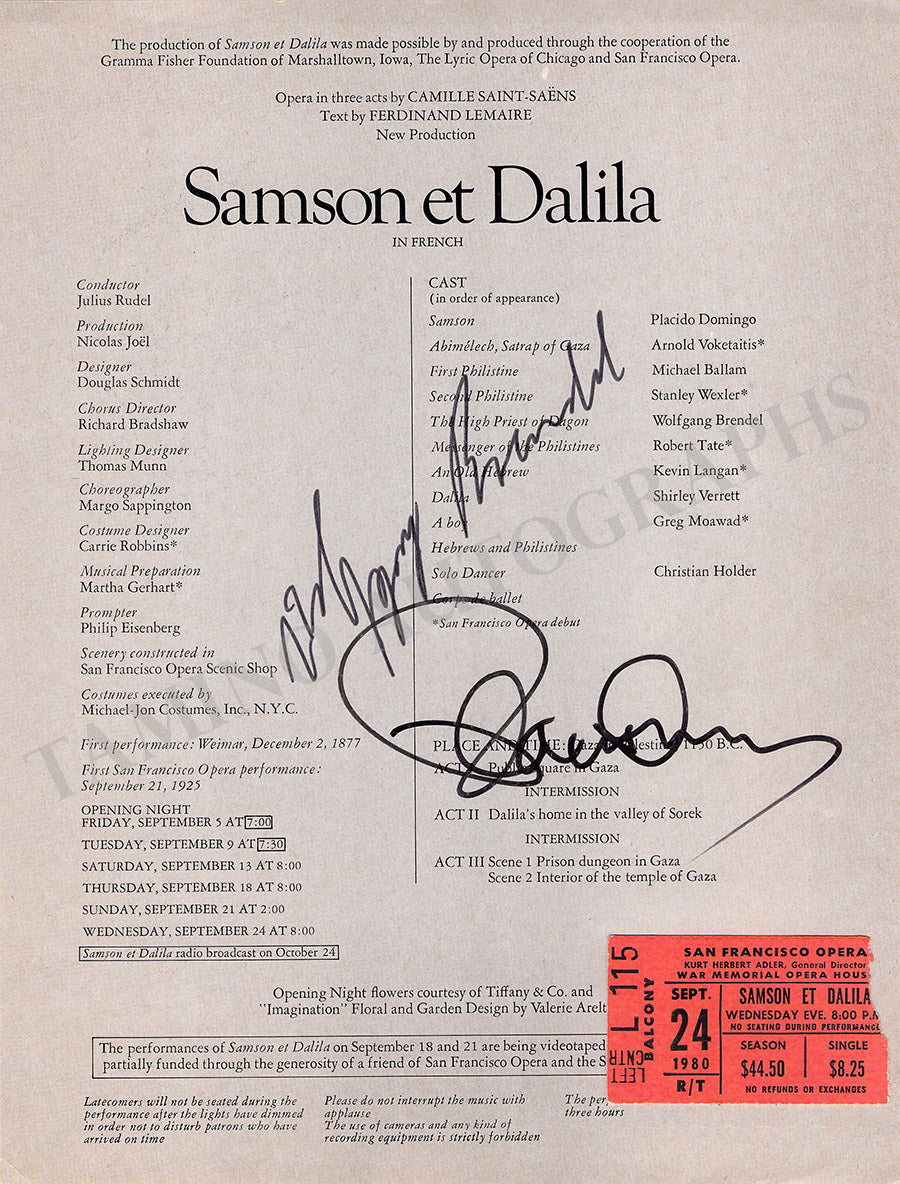 The production of Samson et Dalila was made possible by and produced through the cooperation of the
Gramma Fisher Foundation of Marshalltown, Iowa, The Lyric Opera of Chicago and San Francisco Opera.
Opera in three acts by CAMILLE SAINT-SAËNS
Text by FERDINAND LEMAIRE
New Production
Samson et Dalila
IN FRENCH
Conductor
Julius Rudel
Production
Nicolas Joël
Designer
Douglas Schmidt
Chorus Director
Richard Bradshaw
Lighting Designer
Thomas Munn
Choreographer
Margo Sappington
Costume Designer
Carrie Robbins*
Musical Preparation
Martha Gerhart*
Prompter
Philip Eisenberg
Scenery constructed in
San Francisco Opera Scenic Shop
Costumes executed by
Michael-Jon Costumes, Inc., N.Y.C.
First performance: Weimar, December 2, 1877
First San Francisco Opera performance:
September 21, 1925
OPENING NIGHT
FRIDAY, SEPTEMBER 5 AT 7:00
TUESDAY, SEPTEMBER 9 AT 7:30
SATURDAY, SEPTEMBER 13 AT 8:00
THURSDAY, SEPTEMBER 18 AT 8:00
SUNDAY, SEPTEMBER 21 AT 2:00
WEDNESDAY, SEPTEMBER 24 AT 8:00
Samson et Dalila radio broadcast on October 24
CAST
(in order of appearance)
Samson Placido Domingo
Abimélech, Satrap of Gaza Arnold Voketaitis*
First Philistine Michael Ballam
Second Philistine Stanley Wexler*
The High Priest of Dagon Wolfgang Brendel
Messenger of the Philistines Robert Tate*
An Old Hebrew Kevin Langan*
Dalila Shirley Verrett
A boy Greg Moawad*
Hebrews and Philistines
Solo Dancer Christian Holder
Corps de ballet
*San Francisco Opera debut
Wolfgang Brendel
PLACE AND TIME: Gaza in Palestine, 1150 B.C.
ACT I Public square in Gaza
INTERMISSION
ACT II Dalila's home in the valley of Sorek
INTERMISSION
ACT III Scene 1 Prison dungeon in Gaza
Scene 2 Interior of the temple of Gaza
Opening Night flowers courtesy of Tiffany & Co. and
"Imagination" Floral and Garden Design by Valerie Arelt
The performances of Samson et Dalila on September 18 and 21 are being videotaped
partially funded through the generosity of a friend of San Francisco Opera and the S
Latecomers will not be seated during the
performance after the lights have dimmed
in order not to disturb patrons who have
arrived on time
Please do not interrupt the music with
applause
The use of cameras and any kind of
recording equipment is strictly forbidden
The per
three hours
LEFT CNTR L 115
BALCONY
SAN FRANCISCO OPERA
KURT HERBERT ADLER, General Director
WAR MEMORIAL OPERA HOUS
SEPT.
24
1980
R/T
SAMSON ET DALILA
WEDNESDAY EVE. 8:00 P.M
NO SEATING DURING PERFORMANC
SEASON SINGLE
$44.50 $8.25
NO REFUNDS OR EXCHANGES
TAMINO AUTOGRAPHS